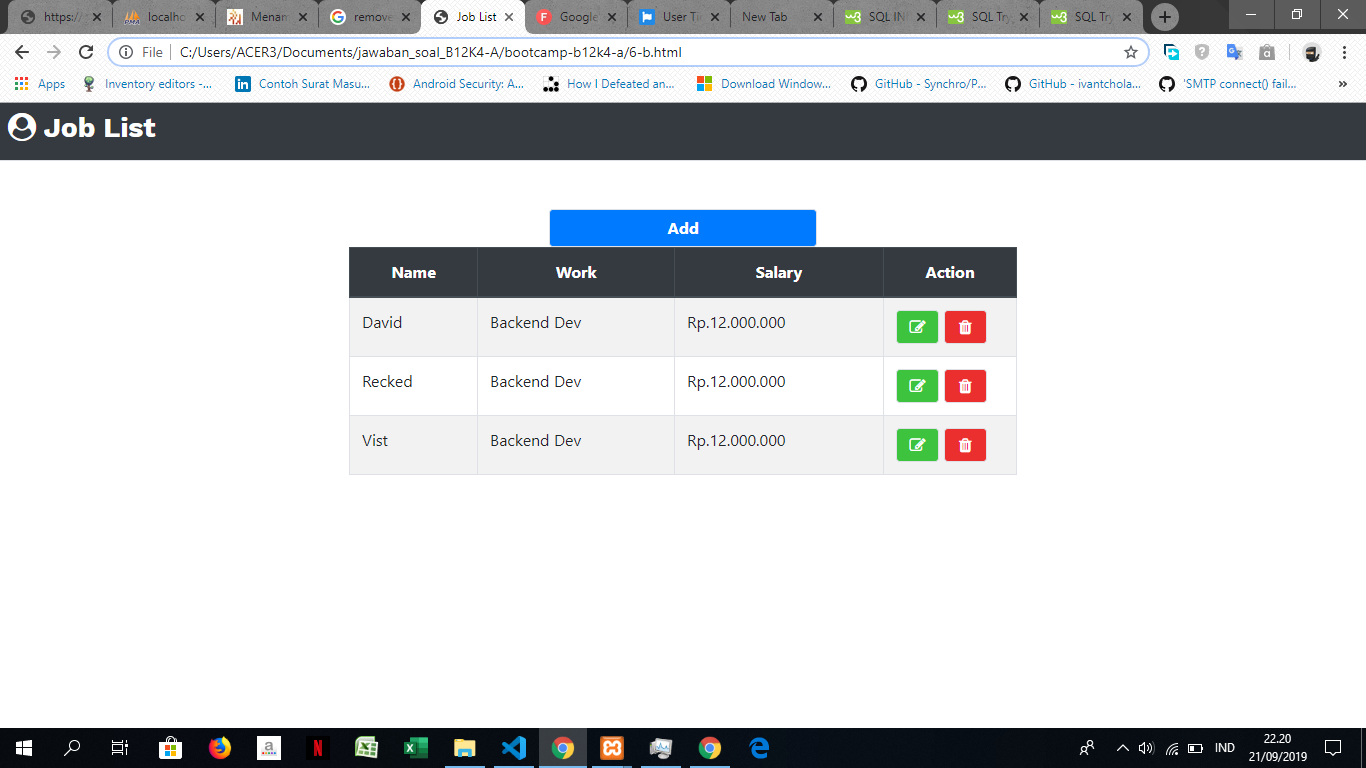 https://
localho
Menam
remove
Job List
Google
User Ti
New Tab
SQL IN
SQL Try
SQL Try
File
C:/Users/ACER3/Documents/jawaban_soal_B12K4-A/bootcamp-b12k4-a/6-b.html
Apps
Inventory editors -...
Contoh Surat Masu...
Android Security: A...
How I Defeated an...
Download Window...
GitHub - Synchro/P...
GitHub - ivantchola...
'SMTP connect() fail...
»
Job List
Add
Name Work Salary Action
David Backend Dev Rp.12.000.000
Recked Backend Dev Rp.12.000.000
Vist Backend Dev Rp.12.000.000
IND
22.20
21/09/2019